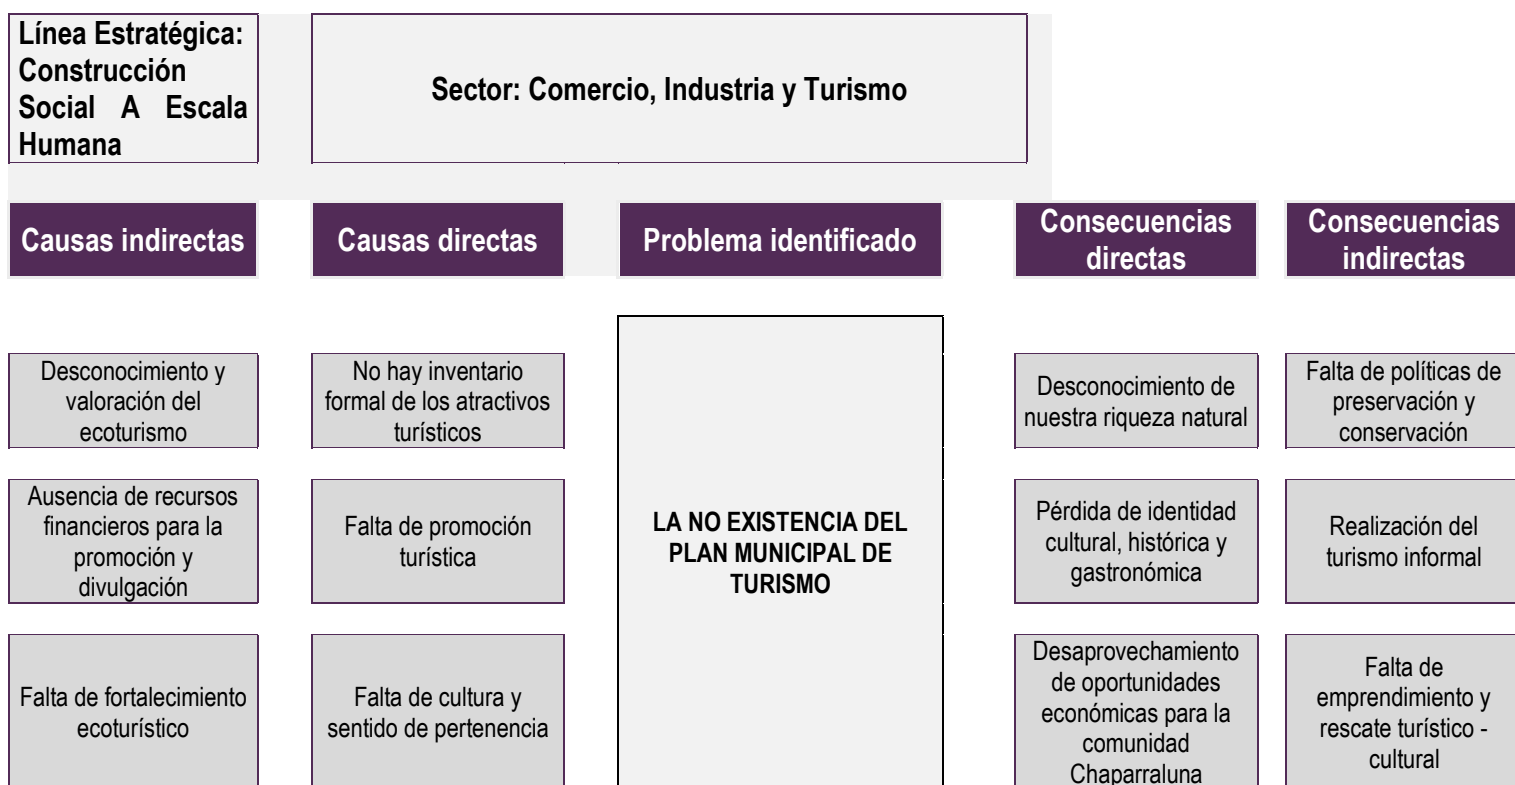 Línea Estratégica:
Construcción
Social A Escala
Humana
Sector: Comercio, Industria y Turismo
Causas indirectas
Causas directas
Problema identificado
Consecuencias
directas
Consecuencias
indirectas
Desconocimiento y
valoración del
ecoturismo
No hay inventario
formal de los atractivos
turísticos
Desconocimiento de
nuestra riqueza natural
Falta de políticas de
preservación y
conservación
Ausencia de recursos
financieros para la
promoción y
divulgación
Falta de promoción
turística
LA NO EXISTENCIA DEL
PLAN MUNICIPAL DE
TURISMO
Pérdida de identidad
cultural, histórica y
gastronómica
Realización del
turismo informal
Falta de fortalecimiento
ecoturístico
Falta de cultura y
sentido de pertenencia
Desaprovechamiento
de oportunidades
económicas para la
comunidad
Chaparraluna
Falta de
emprendimiento y
rescate turístico -
cultural